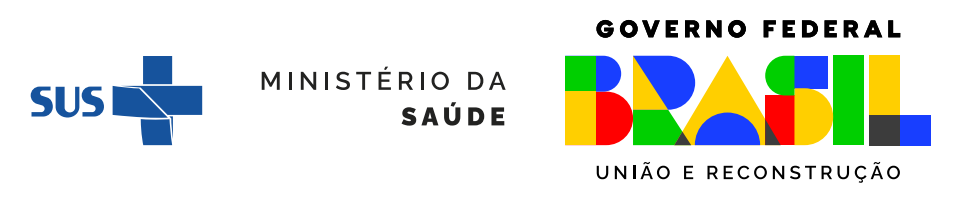 SUS
MINISTÉRIO DA
SAÚDE
GOVERNO FEDERAL
BRASIL
UNIÃO E RECONSTRUÇÃO